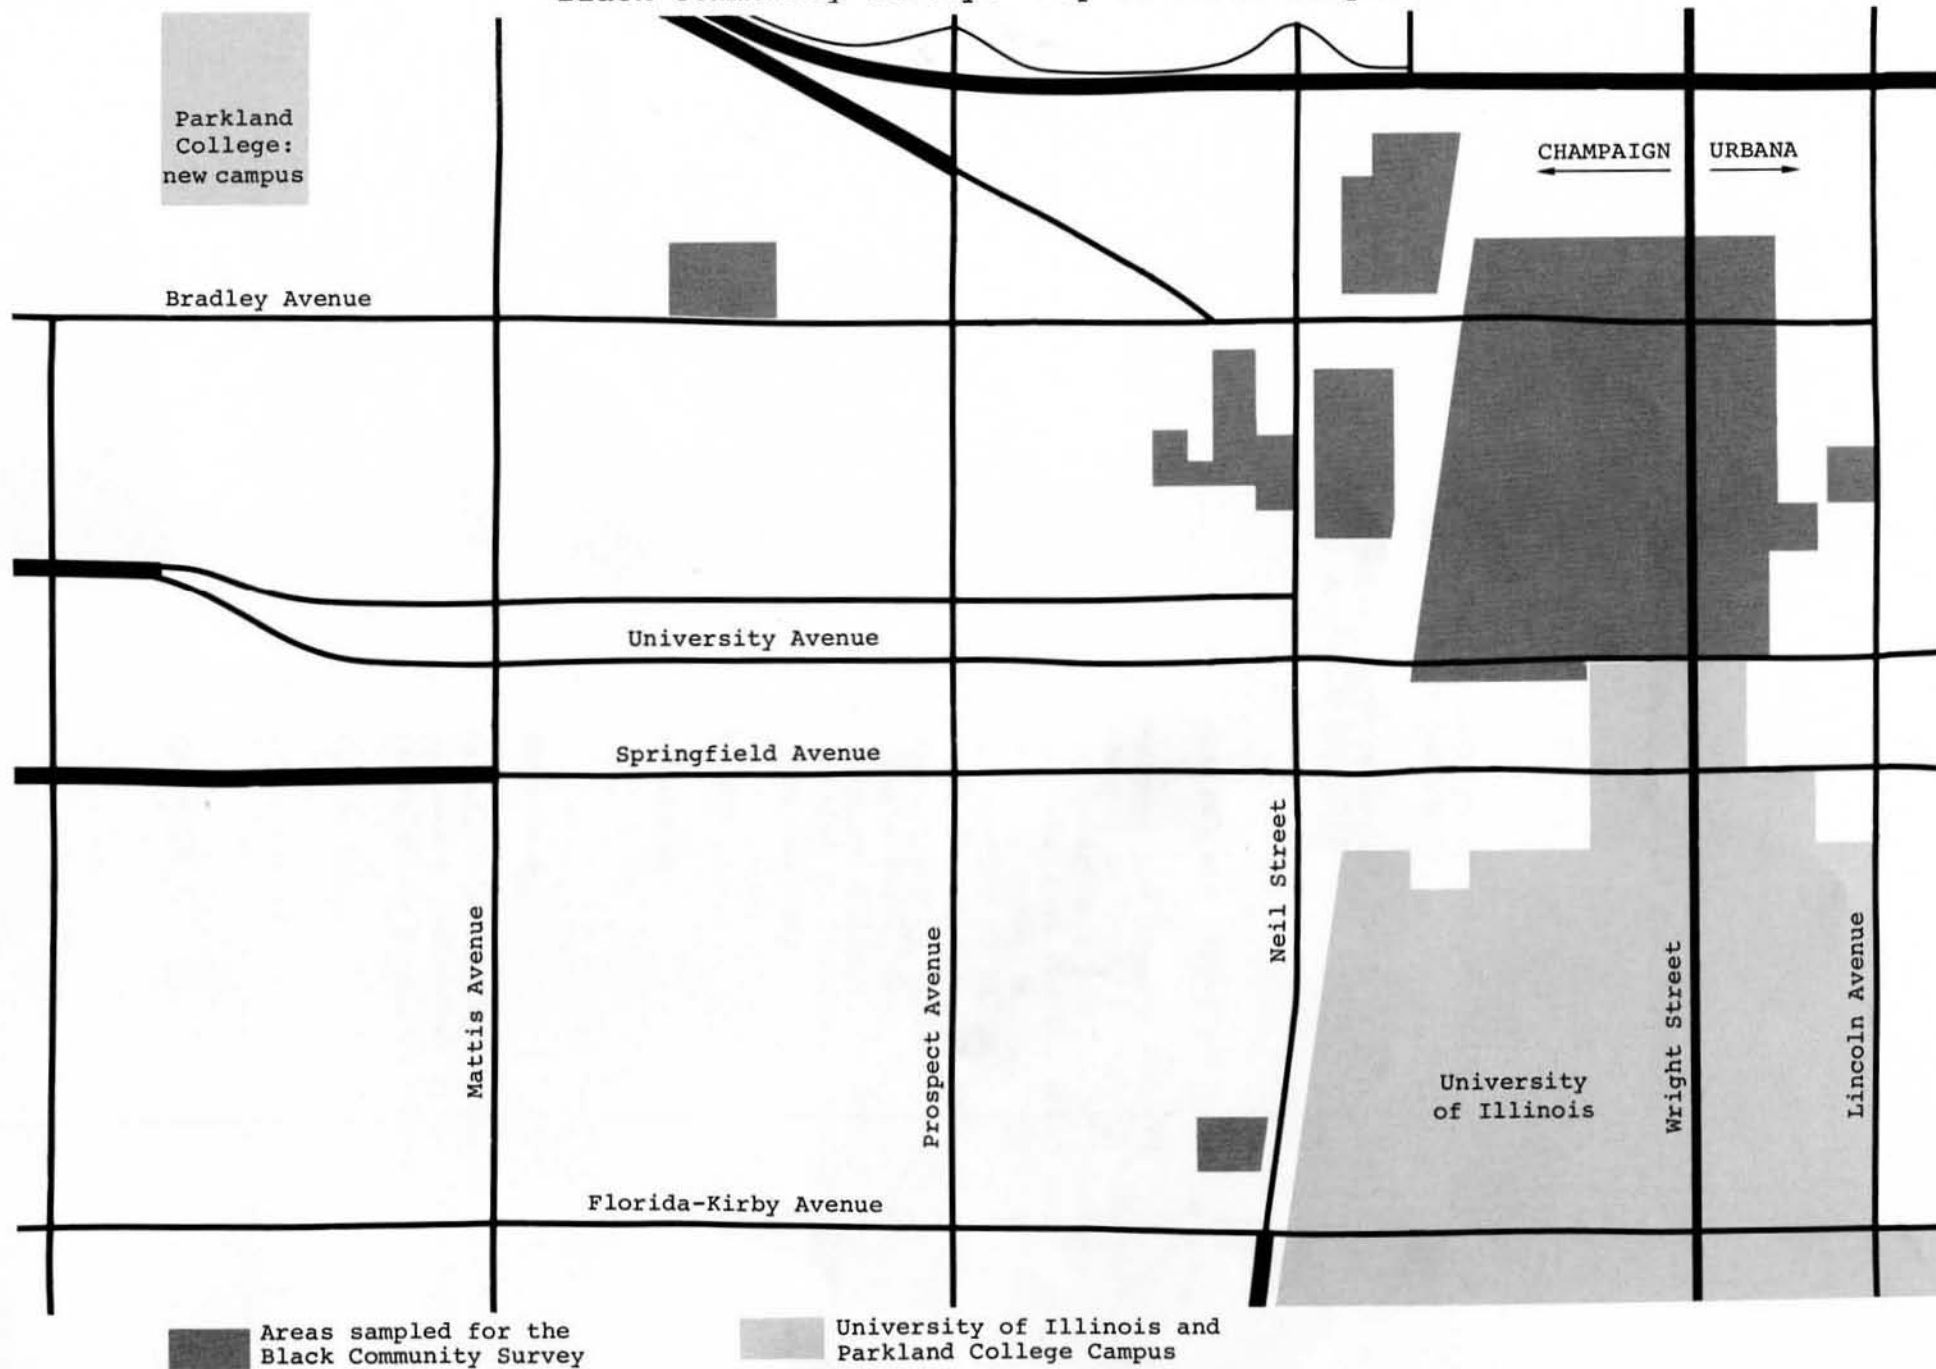 Parkland
College:
new campus
CHAMPAIGN
URBANA
Bradley Avenue
University Avenue
Springfield Avenue
Neil Street
Mattis Avenue
Prospect Avenue
Wright Street
Lincoln Avenue
University
of Illinois
Florida-Kirby Avenue
Areas sampled for the
Black Community Survey
University of Illinois and
Parkland College Campus